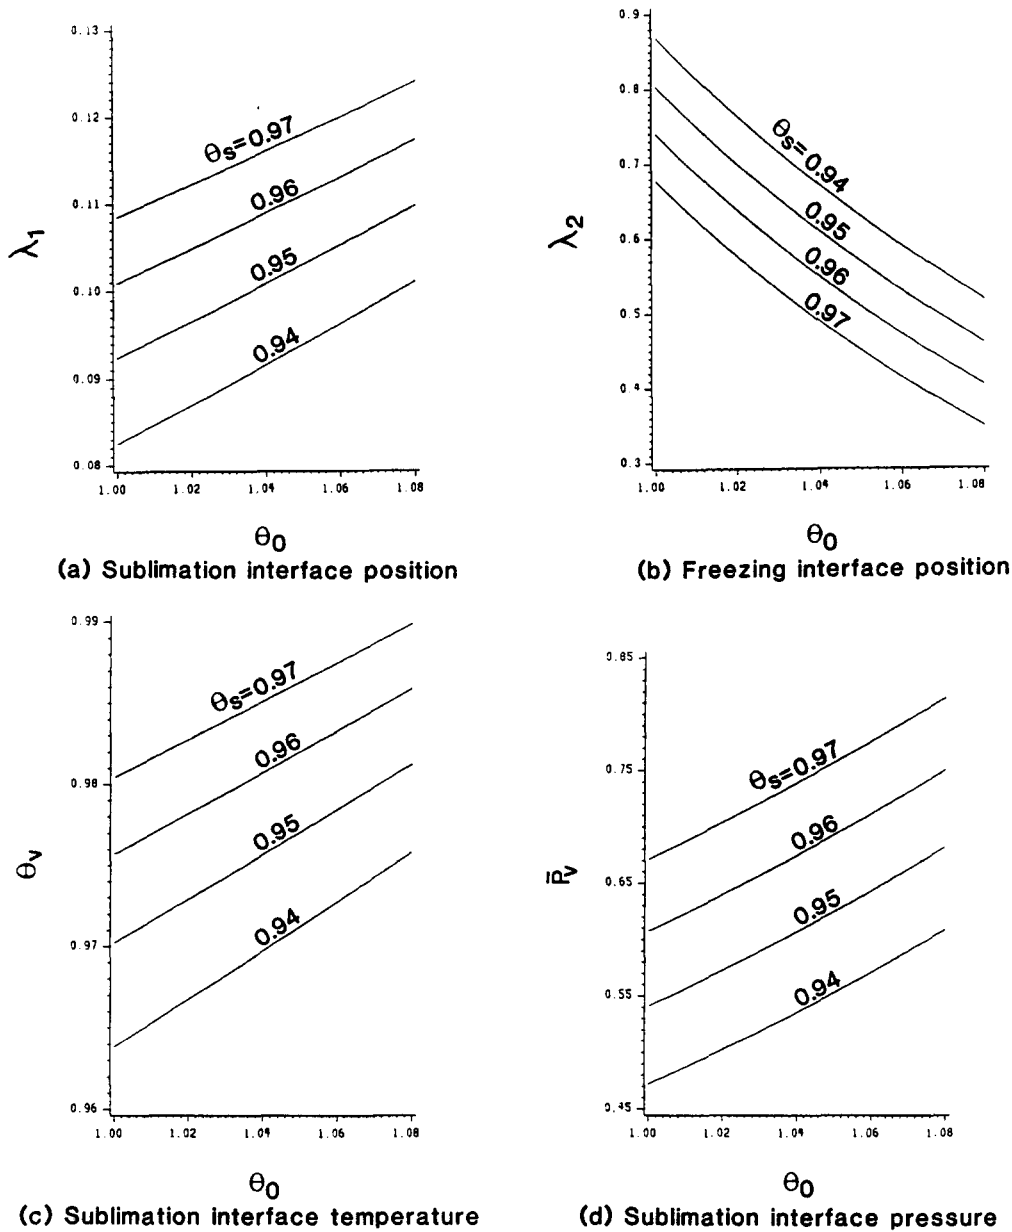 0.13
0.12
0.11
0.10
0.09
0.08
λ1
θs=0.97
0.96
0.95
0.94
1.00 1.02 1.04 1.06 1.08
θ0
(a) Sublimation interface position
0.9
0.8
0.7
0.6
0.5
0.4
0.3
λ2
θs=0.94
0.95
0.96
0.97
1.00 1.02 1.04 1.06 1.08
θ0
(b) Freezing interface position
0.99
0.98
0.97
0.96
θv
θs=0.97
0.96
0.95
0.94
1.00 1.02 1.04 1.06 1.08
θ0
(c) Sublimation interface temperature
0.85
0.75
0.65
0.55
0.45
P̄v
θs=0.97
0.96
0.95
0.94
1.00 1.02 1.04 1.06 1.08
θ0
(d) Sublimation interface pressure